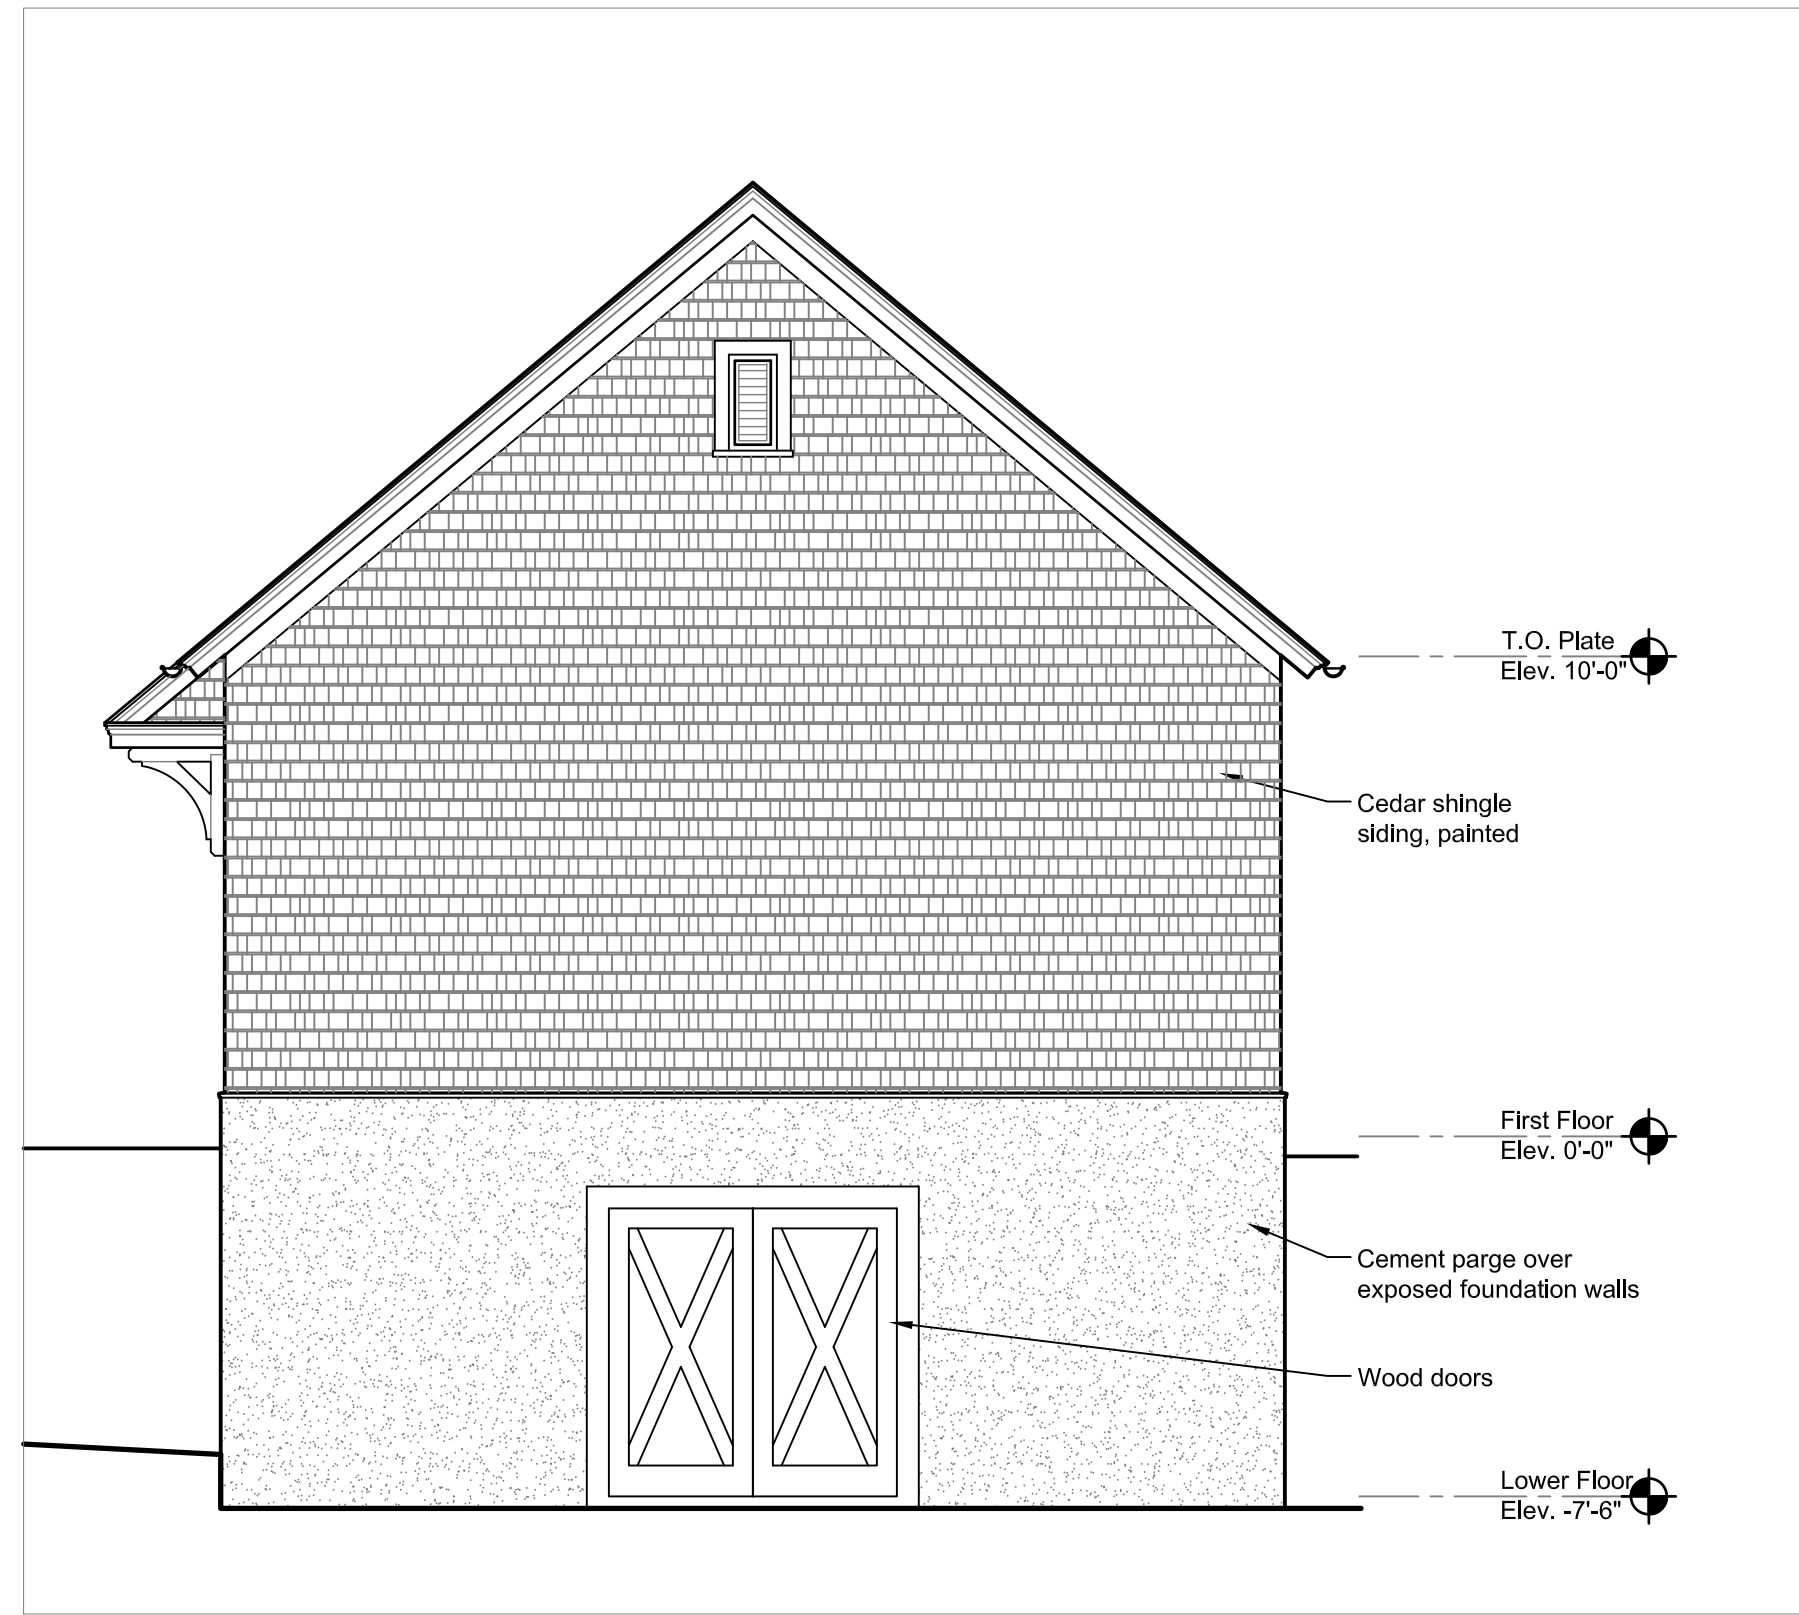 T.O. Plate
Elev. 10'-0"
Cedar shingle
siding, painted
First Floor
Elev. 0'-0"
Cement parge over
exposed foundation walls
Wood doors
Lower Floor
Elev. -7'-6"